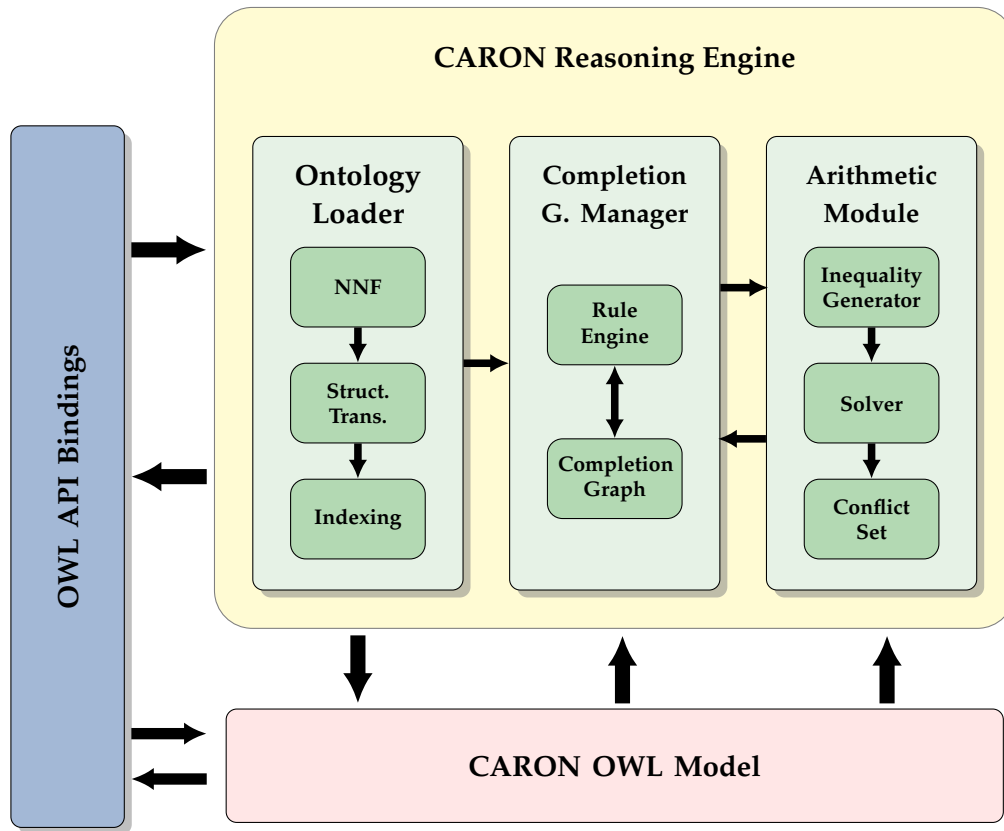 CARON Reasoning Engine
OWL API Bindings
Ontology
Loader
NNF
Struct.
Trans.
Indexing
Completion
G. Manager
Rule
Engine
Completion
Graph
Arithmetic
Module
Inequality
Generator
Solver
Conflict
Set
CARON OWL Model